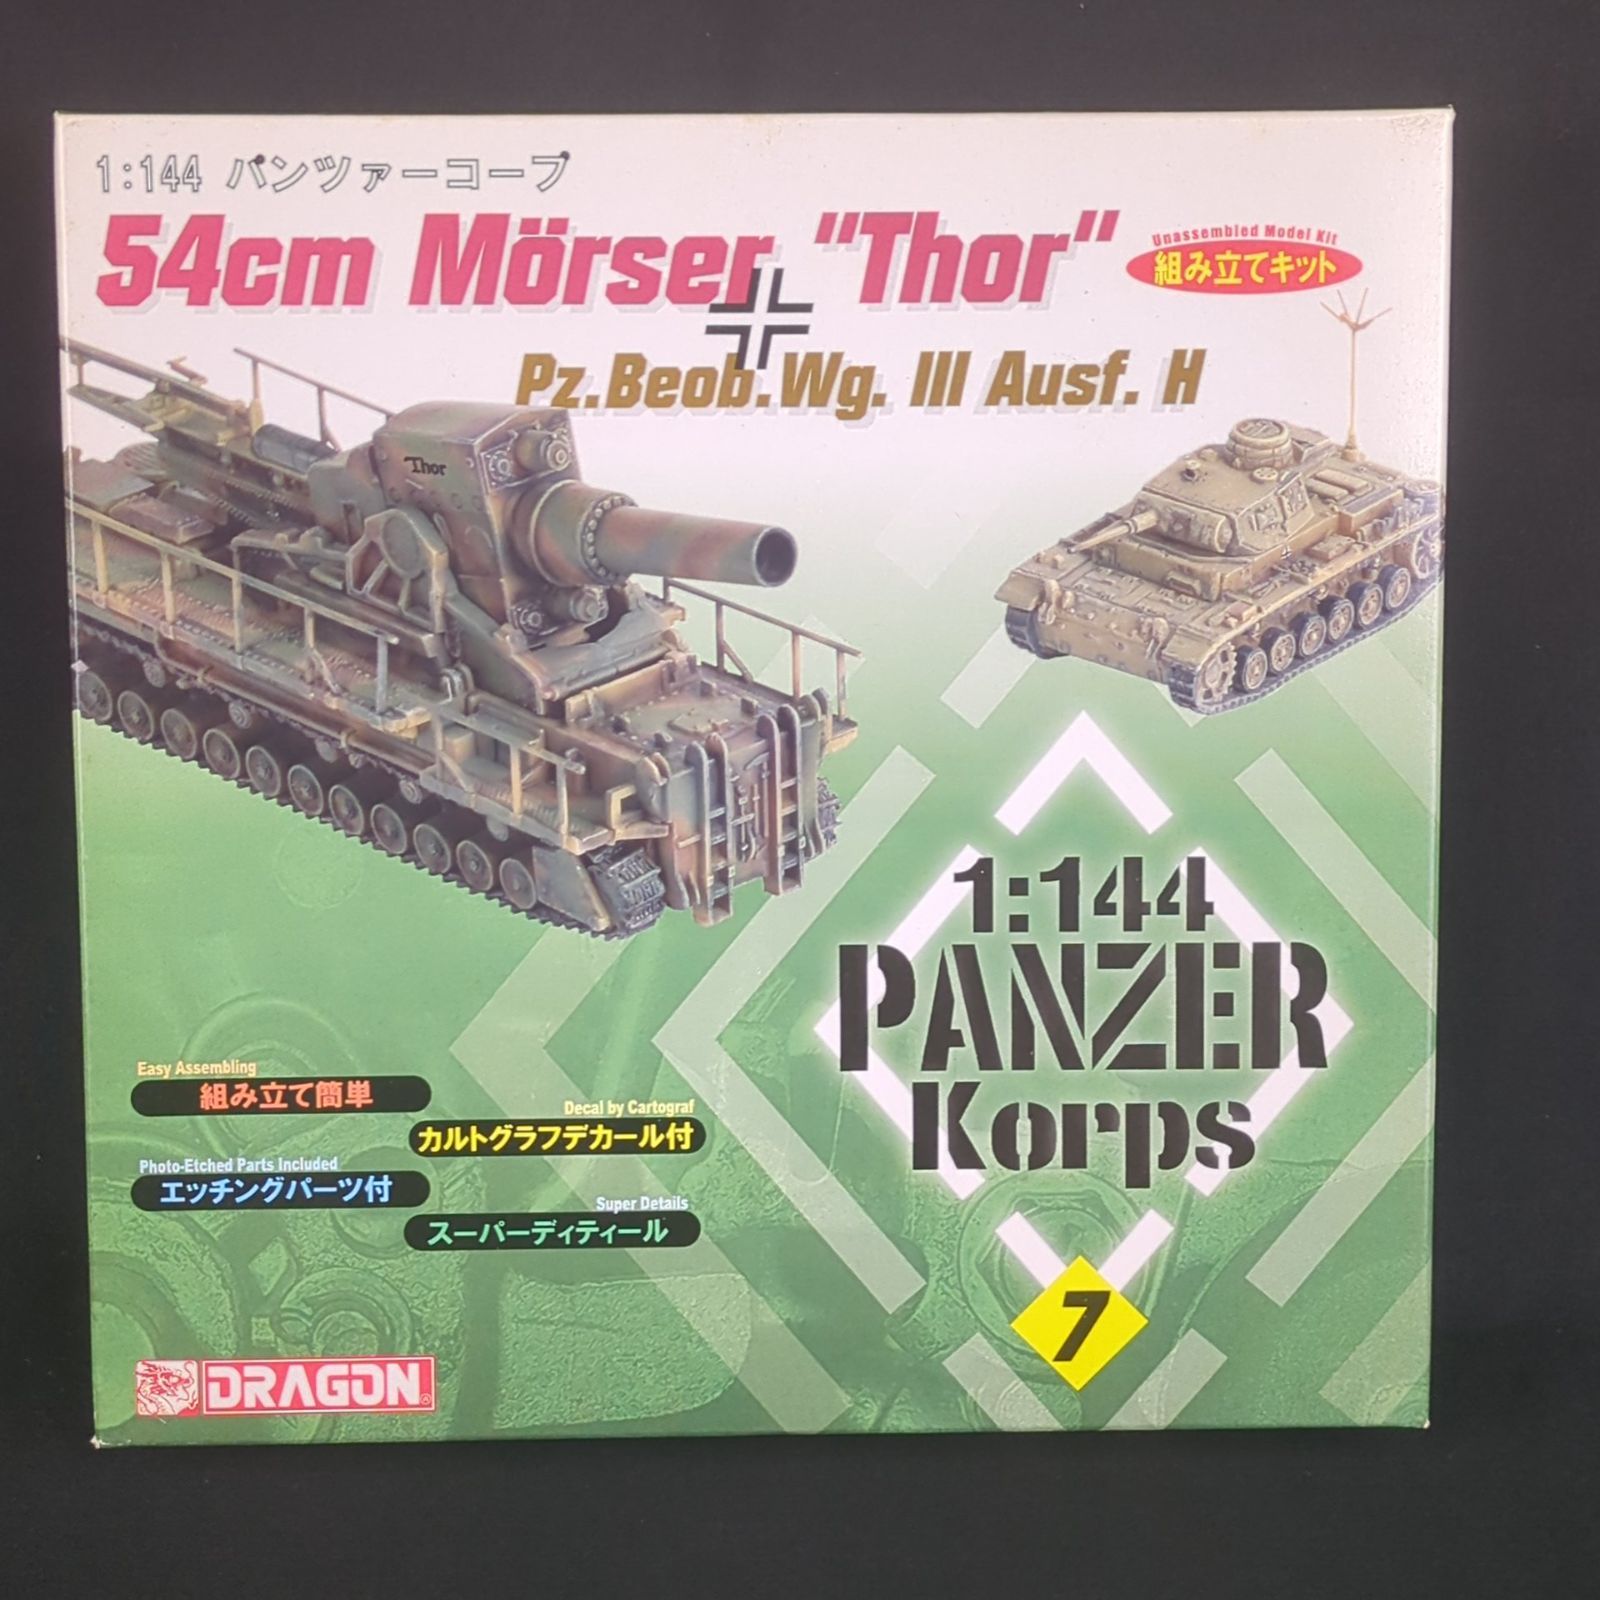 1:144 パンツァーコープ
54cm Mörser "Thor"
Unassembled Model Kit
組み立てキット
Pz.Beob.Wg. III Ausf. H
Thor
1:144
PANZER
Korps
7
Easy Assembling
組み立て簡単
Decal by Cartograf
カルトグラフデカール付
Photo-Etched Parts Included
エッチングパーツ付
Super Details
スーパーディティール
DRAGON®